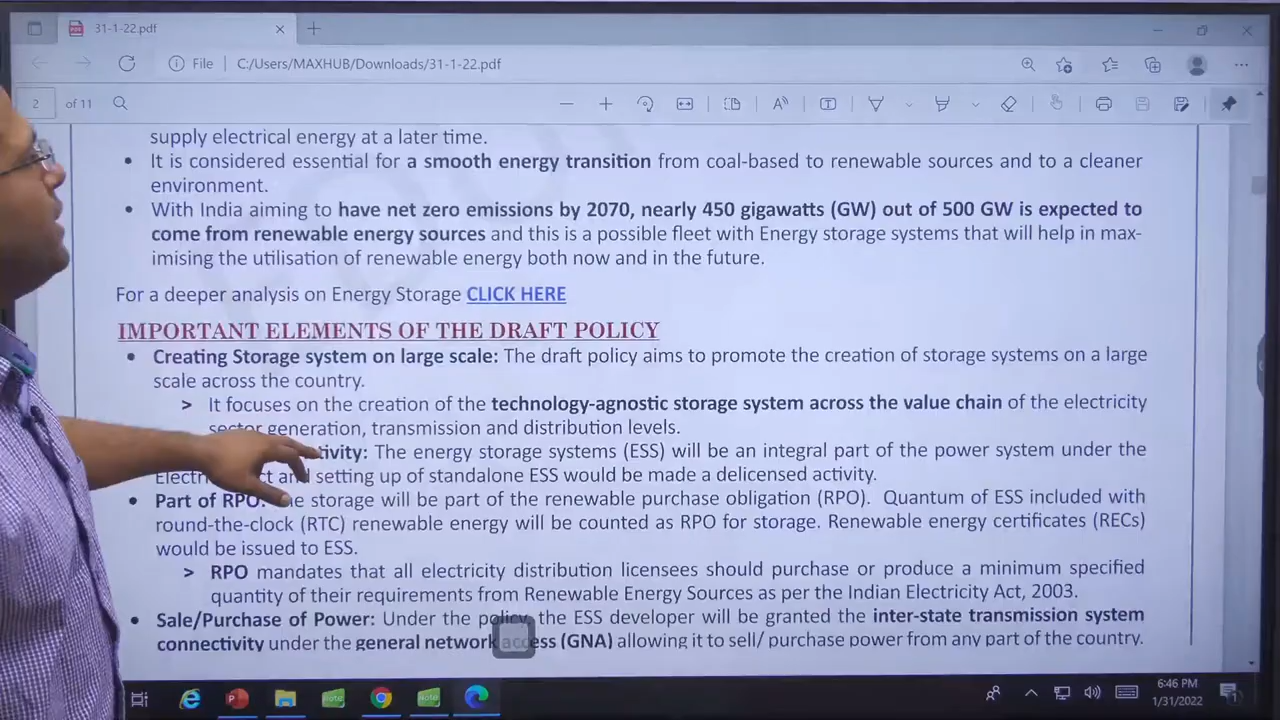 31-1-22.pdf
File C:/Users/MAXHUB/Downloads/31-1-22.pdf
2 of 11
supply electrical energy at a later time.
• It is considered essential for a smooth energy transition from coal-based to renewable sources and to a cleaner
environment.
• With India aiming to have net zero emissions by 2070, nearly 450 gigawatts (GW) out of 500 GW is expected to
come from renewable energy sources and this is a possible fleet with Energy storage systems that will help in max-
imising the utilisation of renewable energy both now and in the future.
For a deeper analysis on Energy Storage CLICK HERE
IMPORTANT ELEMENTS OF THE DRAFT POLICY
• Creating Storage system on large scale: The draft policy aims to promote the creation of storage systems on a large
scale across the country.
> It focuses on the creation of the technology-agnostic storage system across the value chain of the electricity
sector generation, transmission and distribution levels.
The energy storage systems (ESS) will be an integral part of the power system under the
and setting up of standalone ESS would be made a delicensed activity.
• Part of RPO: The storage will be part of the renewable purchase obligation (RPO). Quantum of ESS included with
round-the-clock (RTC) renewable energy will be counted as RPO for storage. Renewable energy certificates (RECs)
would be issued to ESS.
> RPO mandates that all electricity distribution licensees should purchase or produce a minimum specified
quantity of their requirements from Renewable Energy Sources as per the Indian Electricity Act, 2003.
• Sale/Purchase of Power: Under the policy, the ESS developer will be granted the inter-state transmission system
connectivity under the general network access (GNA) allowing it to sell/ purchase power from any part of the country.
6:46 PM
1/31/2022